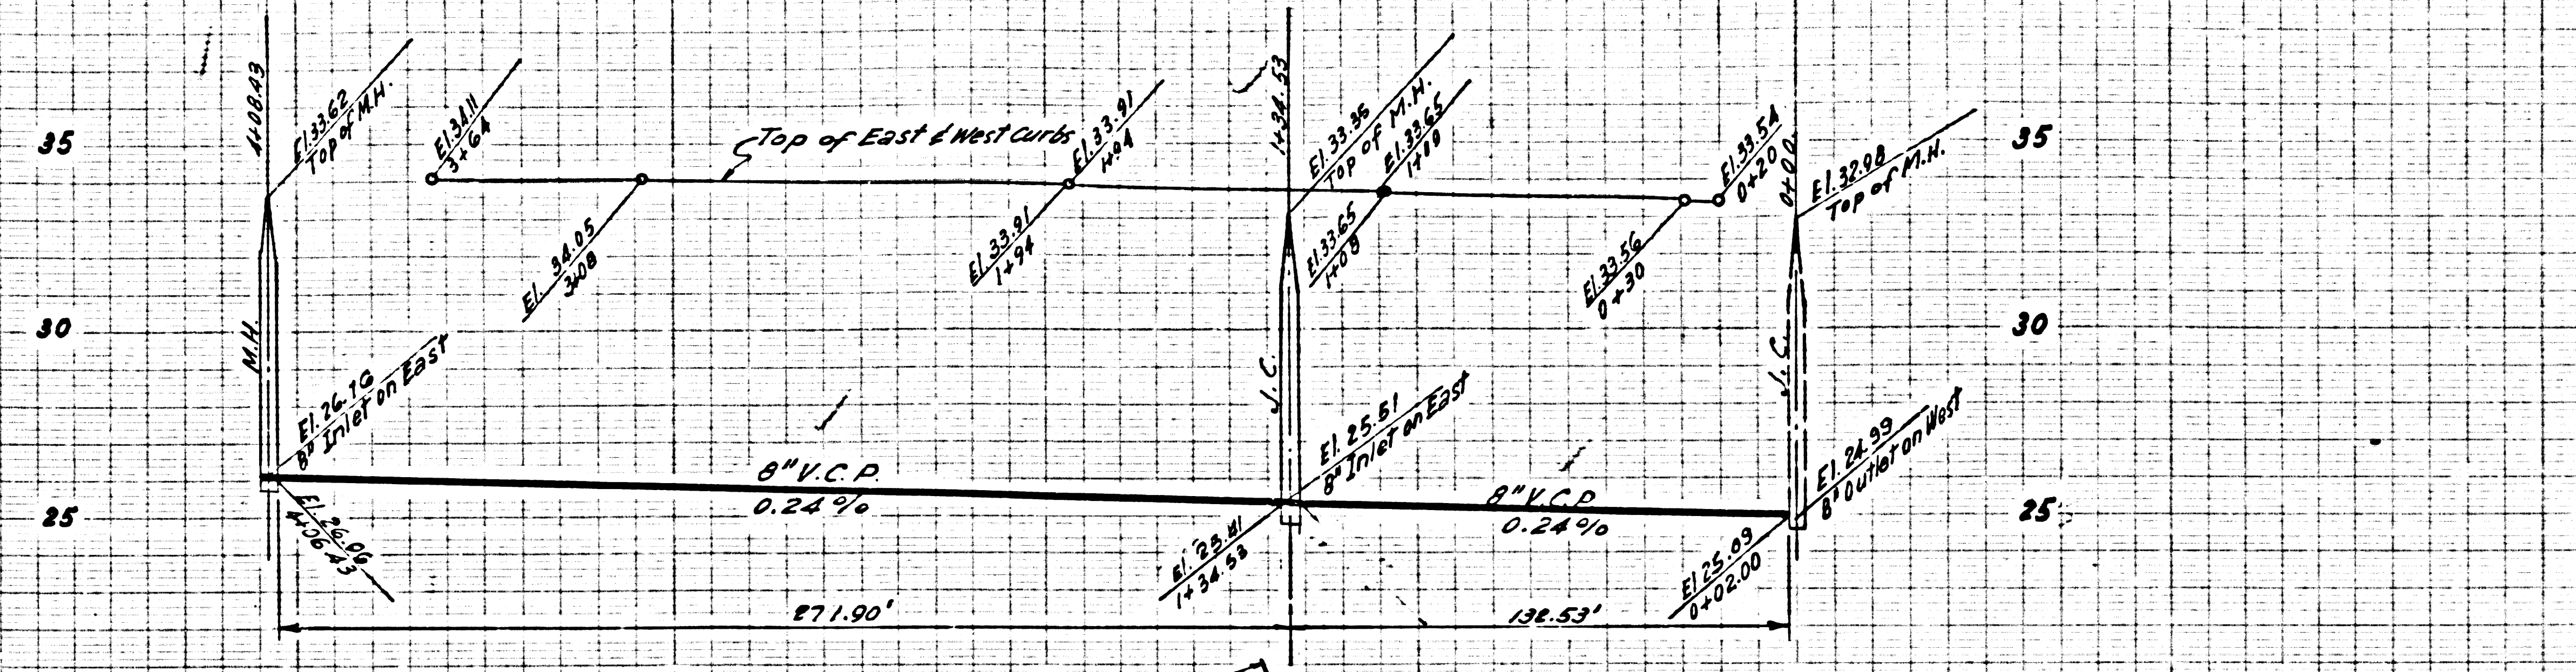 35
30
25
4+08.43
El.33.62
Top of M.H.
El.34.11
3+64
Top of East & West Curbs
El.33.91
1+94
1+34.53
El.33.35
Top of M.H.
El.33.65
1+08
El.33.54
0+20
0+00.
El.32.98
Top of M.H.
35
30
25
El. 34.05
3+08
El.33.91
1+94
El.33.65
1+08
El.33.56
0+30
M.H.
J.C.
J.C.
El.26.16
8" Inlet on East
El.25.51
8" Inlet on East
El.24.99
8" Outlet on West
8" V.C.P.
0.24%
8" V.C.P.
0.24%
El.26.06
4+06.43
1+34.53
El.25.09
0+02.00
271.90'
132.53'